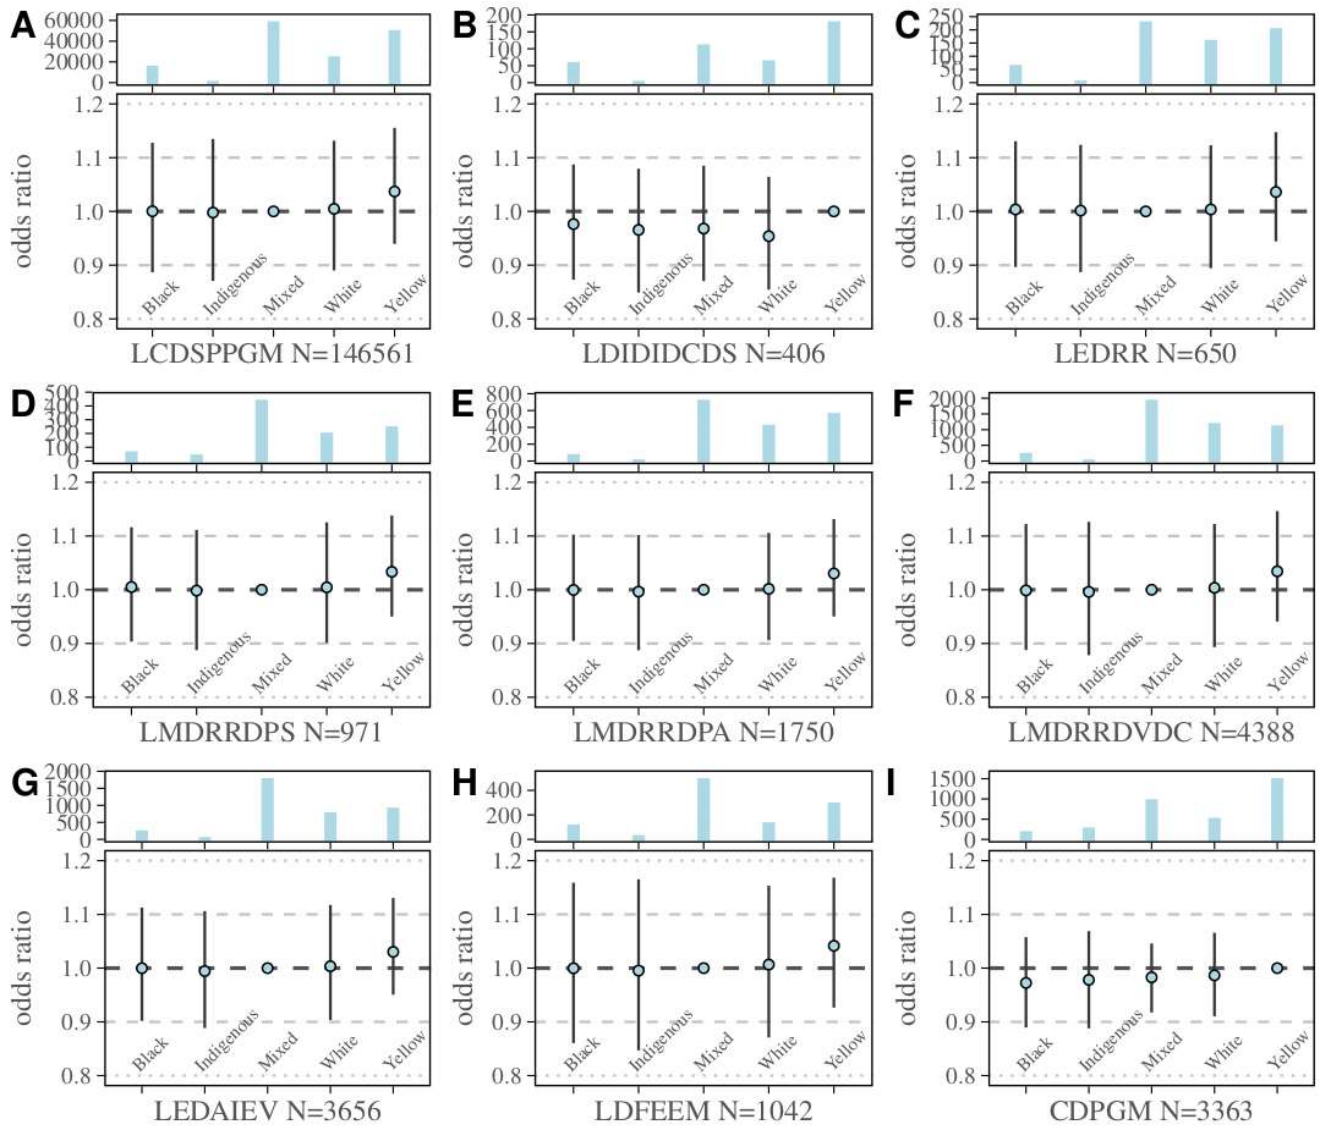 A
60000
40000
20000
0
1.2
1.1
1.0
0.9
0.8
odds ratio
Black
Indigenous
Mixed
White
Yellow
LCDSPPGM N=146561
B
200
150
100
50
0
1.2
1.1
1.0
0.9
0.8
odds ratio
Black
Indigenous
Mixed
White
Yellow
LDIDIDCDS N=406
C
250
200
150
100
50
0
1.2
1.1
1.0
0.9
0.8
odds ratio
Black
Indigenous
Mixed
White
Yellow
LEDRR N=650
D
500
400
300
200
100
0
1.2
1.1
1.0
0.9
0.8
odds ratio
Black
Indigenous
Mixed
White
Yellow
LMDRRDPS N=971
E
800
600
400
200
0
1.2
1.1
1.0
0.9
0.8
odds ratio
Black
Indigenous
Mixed
White
Yellow
LMDRRDPA N=1750
F
2000
1500
1000
500
0
1.2
1.1
1.0
0.9
0.8
odds ratio
Black
Indigenous
Mixed
White
Yellow
LMDRRDVDC N=4388
G
2000
1500
1000
500
0
1.2
1.1
1.0
0.9
0.8
odds ratio
Black
Indigenous
Mixed
White
Yellow
LEDAIEV N=3656
H
400
200
0
1.2
1.1
1.0
0.9
0.8
odds ratio
Black
Indigenous
Mixed
White
Yellow
LDFEEM N=1042
I
1500
1000
500
0
1.2
1.1
1.0
0.9
0.8
odds ratio
Black
Indigenous
Mixed
White
Yellow
CDPGM N=3363